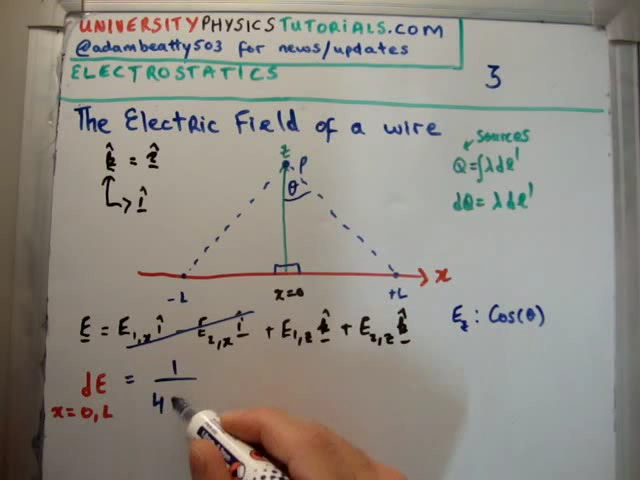 UNIVERSITYPHYSICSTUTORIALS.COM
@adambeatty503 for news/updates
ELECTROSTATICS
3
The Electric Field of a wire
k̂ = ẑ
î
z
P
θ
sources
Q = ∫λdl'
dQ = λdl'
x
-L
x=0
+L
E = E₁,ₓ î - E₂,ₓ î + E₁,z k̂ + E₂,z k̂
Ez : Cos(θ)
dE = 1
4
x=0, L